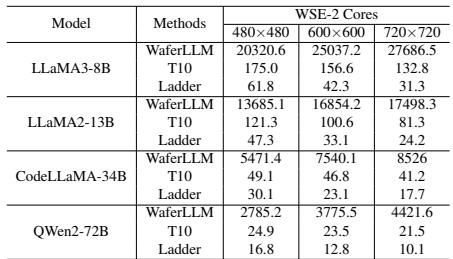 Model Methods WSE-2 Cores
480×480 600×600 720×720
WaferLLM 20320.6 25037.2 27686.5
LLaMA3-8B T10 175.0 156.6 132.8
Ladder 61.8 42.3 31.3
WaferLLM 13685.1 16854.2 17498.3
LLaMA2-13B T10 121.3 100.6 81.3
Ladder 47.3 33.1 24.2
WaferLLM 5471.4 7540.1 8526
CodeLLaMA-34B T10 49.1 46.8 41.2
Ladder 30.1 23.1 17.7
WaferLLM 2785.2 3775.5 4421.6
QWen2-72B T10 24.9 23.5 21.5
Ladder 16.8 12.8 10.1